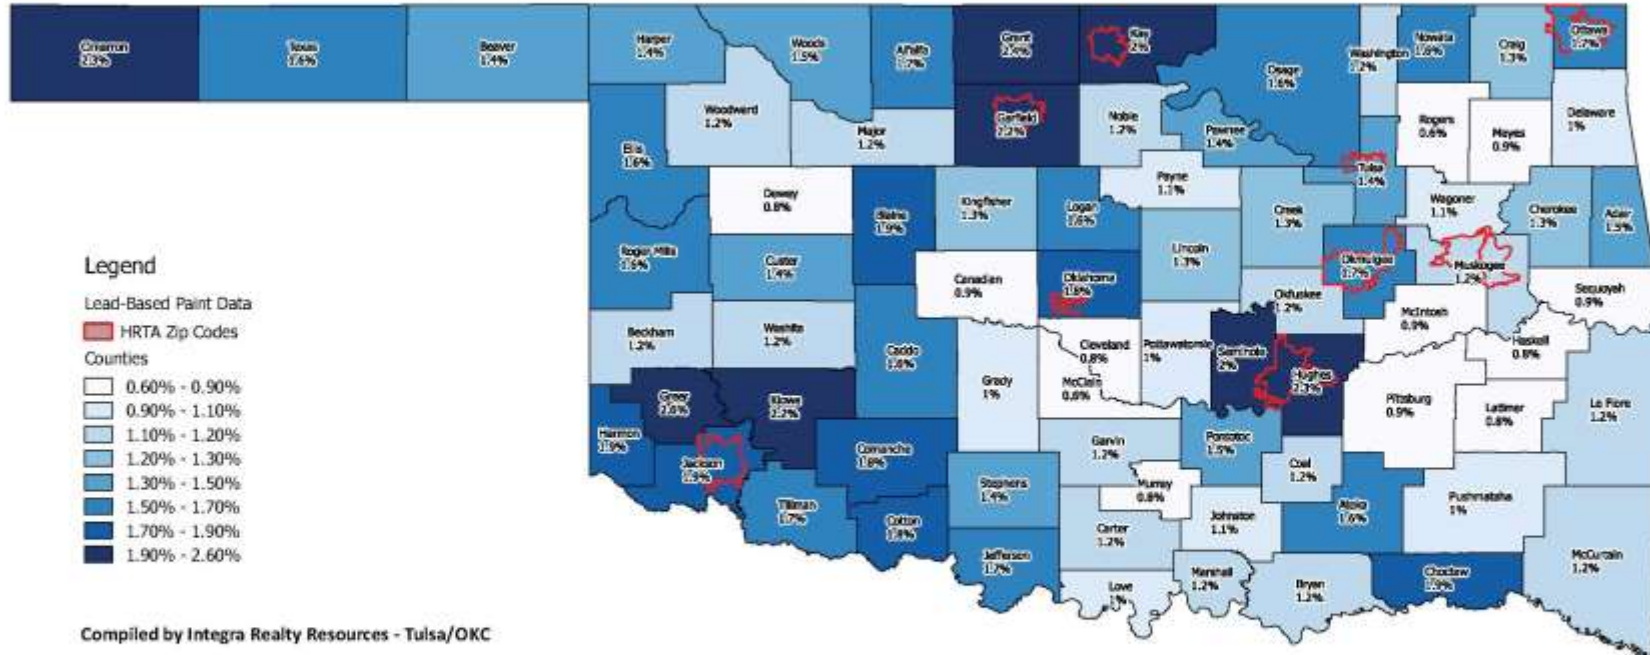 Cimarron
2.5%
Texas
1.6%
Beaver
1.4%
Harper
1.4%
Woods
1.5%
Alfalfa
1.7%
Grant
2.4%
Kay
2%
Osage
1.6%
Washington
1.2%
Nowata
1.6%
Craig
1.3%
Ottawa
1.7%
Woodward
1.2%
Major
1.2%
Garfield
2.2%
Noble
1.2%
Pawnee
1.4%
Rogers
0.6%
Mayes
0.9%
Delaware
1%
Ellis
1.6%
Dewey
0.8%
Blaine
1.9%
Kingfisher
1.3%
Logan
1.6%
Payne
1.1%
Creek
1.3%
Tulsa
1.4%
Wagoner
1.1%
Cherokee
1.3%
Adair
1.5%
Roger Mills
1.6%
Custer
1.4%
Canadian
0.9%
Oklahoma
1.8%
Lincoln
1.3%
Okfuskee
1.2%
Okmulgee
1.7%
Muskogee
1.2%
Sequoyah
0.9%
McIntosh
0.9%
Haskell
0.8%
Beckham
1.2%
Washita
1.2%
Caddo
1.6%
Grady
1%
Cleveland
0.8%
McClain
0.6%
Pottawatomie
1%
Seminole
2%
Hughes
2.3%
Pittsburg
0.9%
Latimer
0.8%
Le Flore
1.2%
Greer
2.6%
Kiowa
2.2%
Harmon
1.9%
Jackson
1.9%
Comanche
1.8%
Tillman
1.7%
Cotton
1.8%
Stephens
1.4%
Jefferson
1.7%
Garvin
1.2%
Murray
0.8%
Pontotoc
1.5%
Coal
1.2%
Carter
1.2%
Johnston
1.1%
Atoka
1.6%
Pushmataha
1%
Love
1%
Marshall
1.2%
Bryan
1.2%
Choctaw
1.9%
McCurtain
1.2%
Legend
Lead-Based Paint Data
HRTA Zip Codes
Counties
0.60% - 0.90%
0.90% - 1.10%
1.10% - 1.20%
1.20% - 1.30%
1.30% - 1.50%
1.50% - 1.70%
1.70% - 1.90%
1.90% - 2.60%
Compiled by Integra Realty Resources - Tulsa/OKC